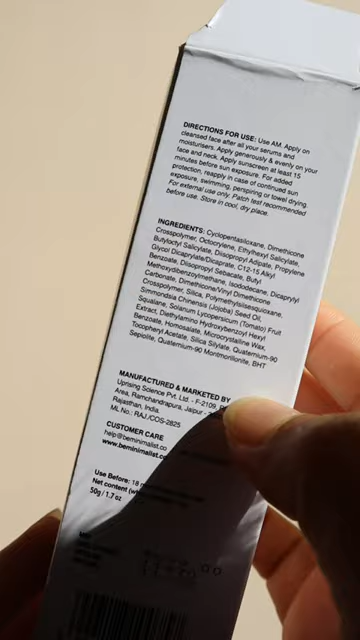 DIRECTIONS FOR USE: Use AM. Apply on
cleansed face after all your serums and
moisturisers. Apply generously & evenly on your
face and neck. Apply sunscreen at least 15
minutes before sun exposure. For added
protection, reapply in case of continued sun
exposure, swimming, perspiring or towel drying.
For external use only. Patch test recommended
before use. Store in cool, dry place.
INGREDIENTS: Cyclopentasiloxane, Dimethicone
Crosspolymer, Octocrylene, Ethylhexyl Salicylate,
Butyloctyl Salicylate, Diisopropyl Adipate, Propylene
Glycol Dicaprylate/Dicaprate, C12-15 Alkyl
Benzoate, Diisopropyl Sebacate, Butyl
Methoxydibenzoylmethane, Isododecane, Dicaprylyl
Carbonate, Dimethicone/Vinyl Dimethicone
Crosspolymer, Silica, Polymethylsilsesquioxane,
Simmondsia Chinensis (Jojoba) Seed Oil,
Squalane, Solanum Lycopersicum (Tomato) Fruit
Extract, Diethylamino Hydroxybenzoyl Hexyl
Benzoate, Homosalate, Microcrystalline Wax,
Tocopheryl Acetate, Silica Silylate, Quaternium-90
Sepiolite, Quaternium-90 Montmorillonite, BHT
MANUFACTURED & MARKETED BY
Uprising Science Pvt. Ltd. - F-2109,
Area, Ramchandrapura, Jaipur -
Rajasthan, India.
ML No.: RAJ./COS-2825
CUSTOMER CARE
help@beminimalist.co
www.beminimalist.co
Use Before: 18
Net content
50g / 1.7 oz